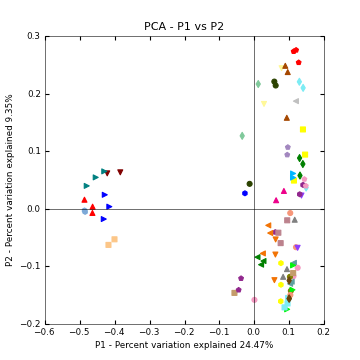 PCA - P1 vs P2
P2 - Percent variation explained 9.35%
0.3
0.2
0.1
0.0
−0.1
−0.2
−0.6 −0.5 −0.4 −0.3 −0.2 −0.1 0.0 0.1 0.2
P1 - Percent variation explained 24.47%